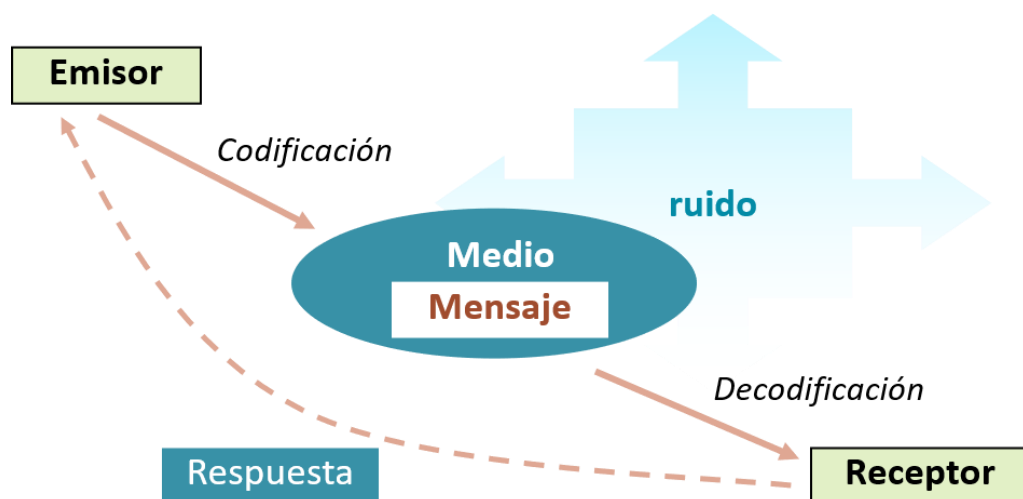 Emisor
Codificación
ruido
Medio
Mensaje
Decodificación
Respuesta
Receptor